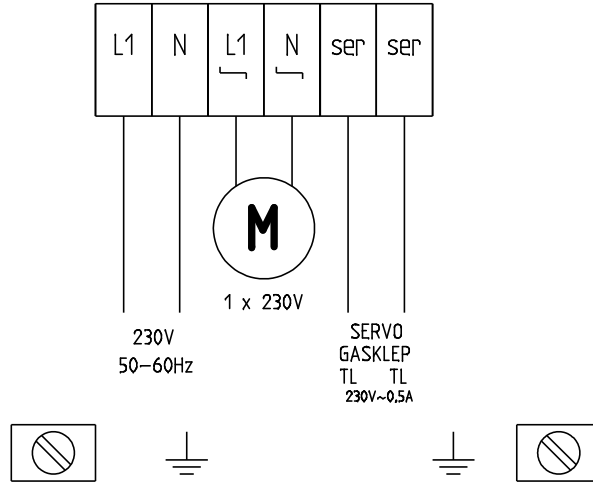 L1 N L1 N ser ser
M
1 x 230V
230V
50-60Hz
SERVO
GASKLEP
TL TL
230V~0,5A